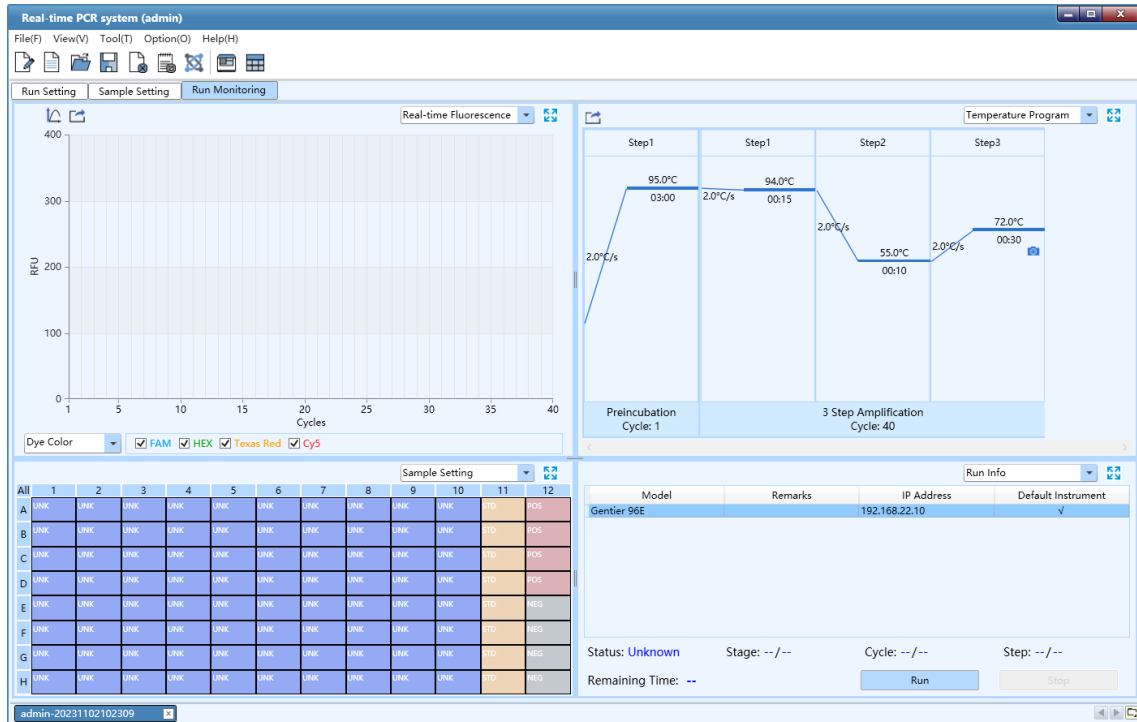 Real-time PCR system (admin)
File(F) View(V) Tool(T) Option(O) Help(H)
Run Setting Sample Setting Run Monitoring
Real-time Fluorescence
400
300
200
100
0
RFU
1 5 10 15 20 25 30 35 40
Cycles
Dye Color FAM HEX Texas Red Cy5
Temperature Program
Step1 Step1 Step2 Step3
95.0°C
03:00
2.0°C/s
94.0°C
00:15
2.0°C/s
55.0°C
00:10
2.0°C/s
72.0°C
00:30
2.0°C/s
Preincubation
Cycle: 1
3 Step Amplification
Cycle: 40
Sample Setting
All 1 2 3 4 5 6 7 8 9 10 11 12
A UNK UNK UNK UNK UNK UNK UNK UNK UNK UNK STD POS
B UNK UNK UNK UNK UNK UNK UNK UNK UNK UNK STD POS
C UNK UNK UNK UNK UNK UNK UNK UNK UNK UNK STD POS
D UNK UNK UNK UNK UNK UNK UNK UNK UNK UNK STD POS
E UNK UNK UNK UNK UNK UNK UNK UNK UNK UNK STD NEG
F UNK UNK UNK UNK UNK UNK UNK UNK UNK UNK STD NEG
G UNK UNK UNK UNK UNK UNK UNK UNK UNK UNK STD NEG
H UNK UNK UNK UNK UNK UNK UNK UNK UNK UNK STD NEG
Run Info
Model Remarks IP Address Default Instrument
Gentier 96E 192.168.22.10 √
Status: Unknown Stage: --/-- Cycle: --/-- Step: --/--
Remaining Time: -- Run Stop
admin-20231102102309